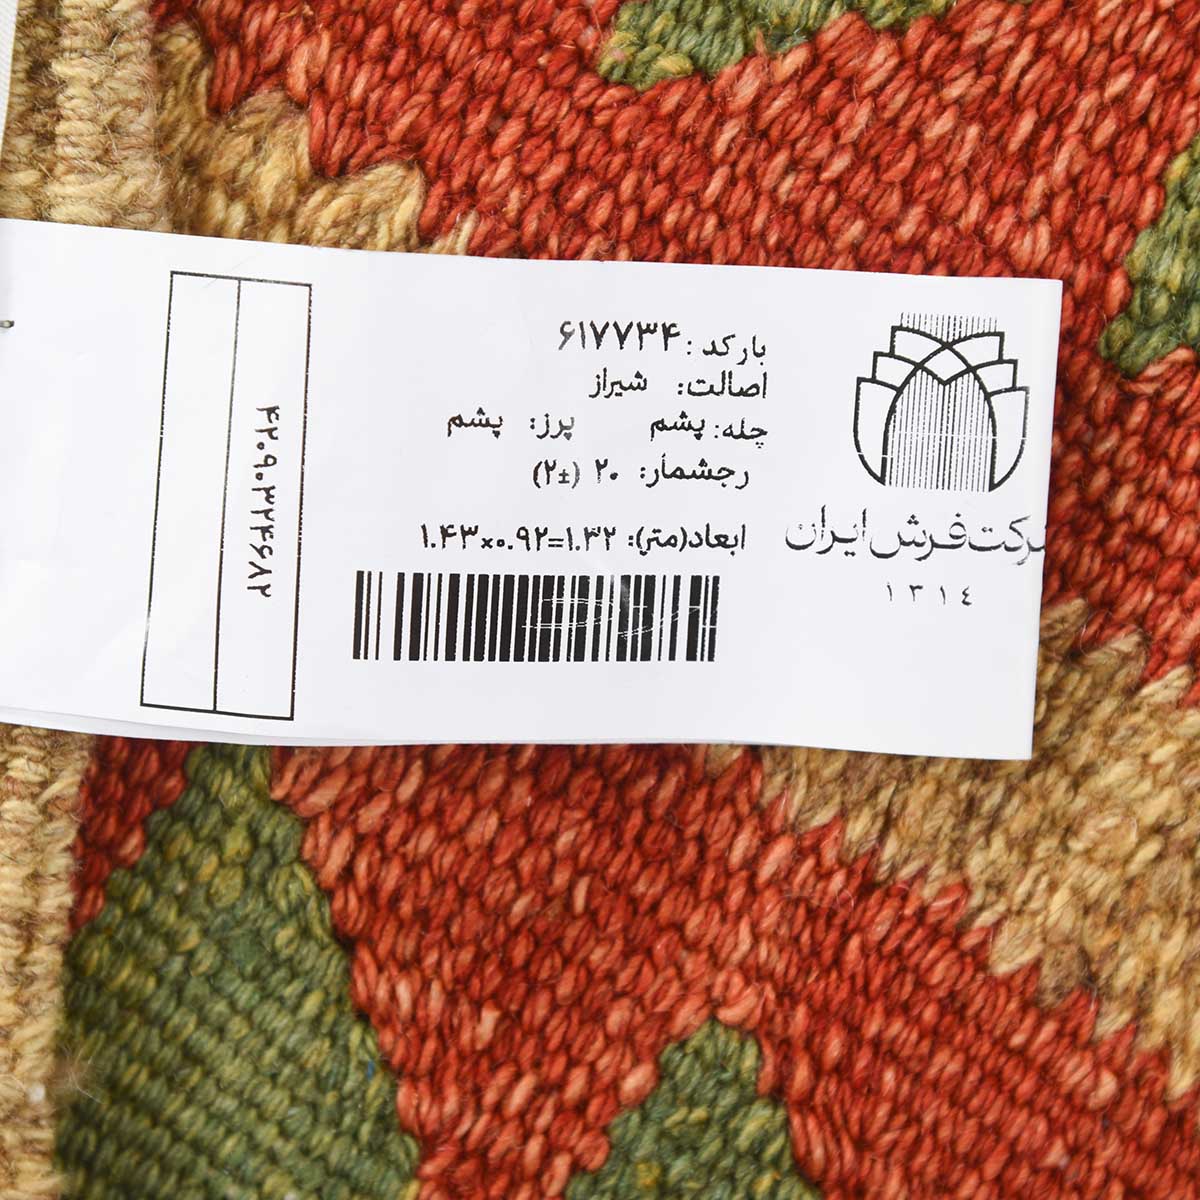 بارکد: ۶۱۷۷۳۴
اصالت: شیراز
چله: پشم پرز: پشم
رجشمار: ۲۰ (±۲)
ابعاد(متر): ۱.۴۳×۰.۹۲=۱.۳۲
شرکت فرش ایران
۱۳۱٤
۴۲۰۹۰۳۲۴۶۸۲